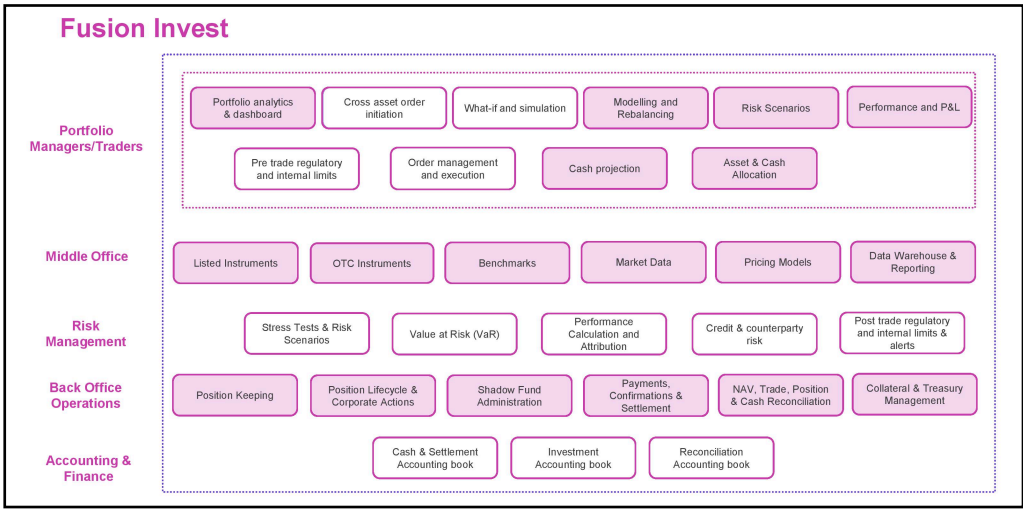 Fusion Invest
Portfolio
Managers/Traders
Portfolio analytics
& dashboard
Cross asset order
initiation
What-if and simulation
Modelling and
Rebalancing
Risk Scenarios
Performance and P&L
Pre trade regulatory
and internal limits
Order management
and execution
Cash projection
Asset & Cash
Allocation
Middle Office
Listed Instruments
OTC Instruments
Benchmarks
Market Data
Pricing Models
Data Warehouse &
Reporting
Risk
Management
Stress Tests & Risk
Scenarios
Value at Risk (VaR)
Performance
Calculation and
Attribution
Credit & counterparty
risk
Post trade regulatory
and internal limits &
alerts
Back Office
Operations
Position Keeping
Position Lifecycle &
Corporate Actions
Shadow Fund
Administration
Payments,
Confirmations &
Settlement
NAV, Trade, Position
& Cash Reconciliation
Collateral & Treasury
Management
Accounting &
Finance
Cash & Settlement
Accounting book
Investment
Accounting book
Reconciliation
Accounting book